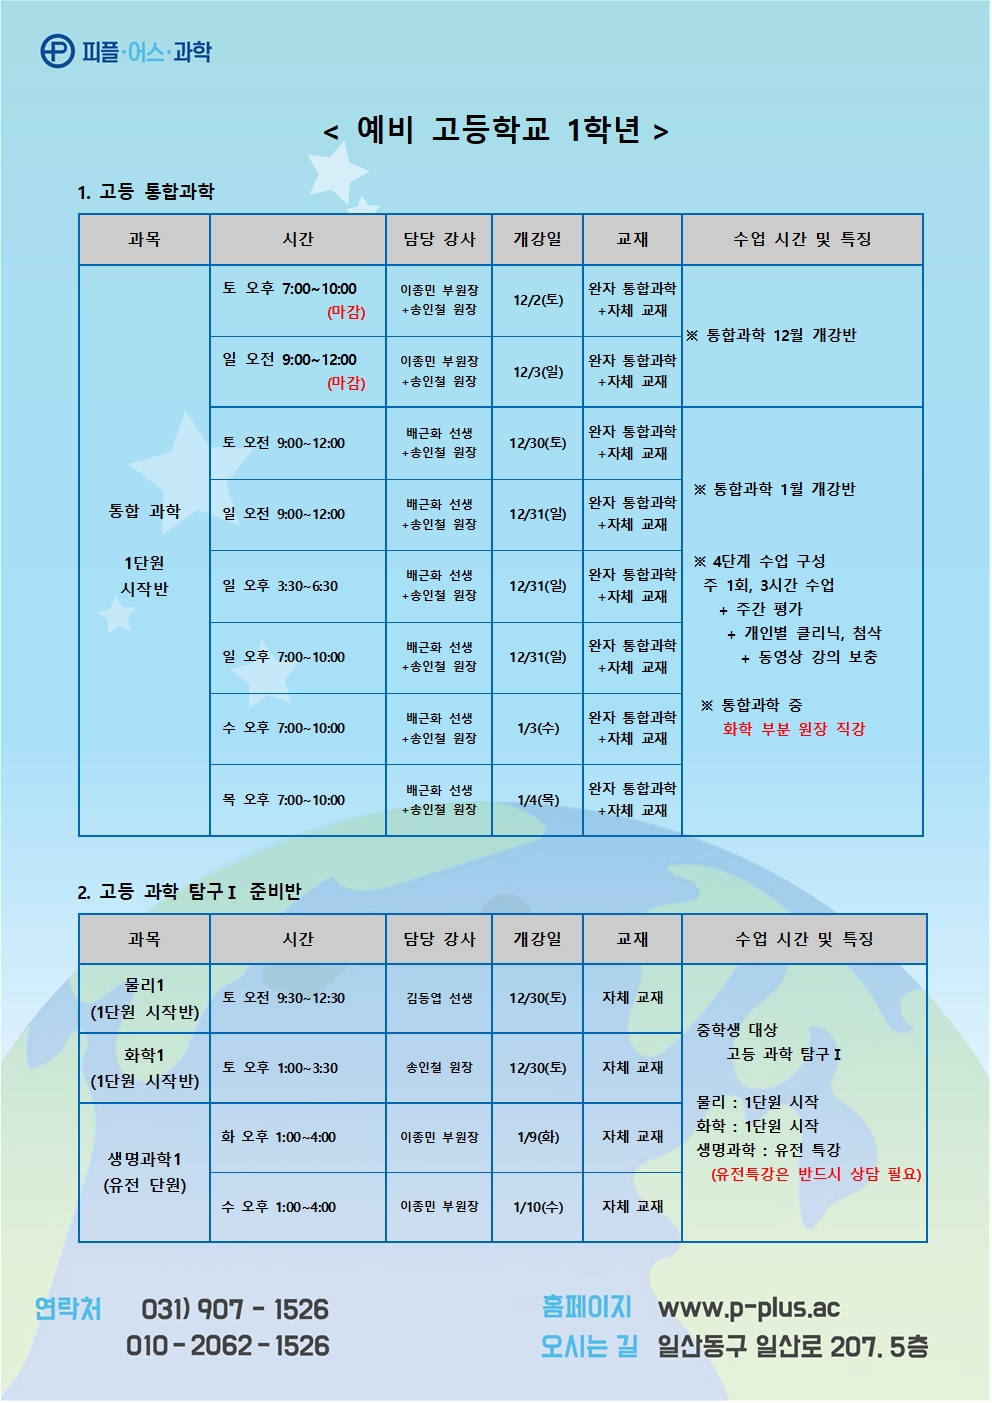 피플·어스·과학
< 예비 고등학교 1학년 >
1. 고등 통합과학
과목 시간 담당 강사 개강일 교재 수업 시간 및 특징
통합 과학
1단원
시작반
토 오후 7:00~10:00
(마감)
이종민 부원장
+송인철 원장
12/2(토)
완자 통합과학
+자체 교재
일 오전 9:00~12:00
(마감)
이종민 부원장
+송인철 원장
12/3(일)
완자 통합과학
+자체 교재
※ 통합과학 12월 개강반
토 오전 9:00~12:00
배근화 선생
+송인철 원장
12/30(토)
완자 통합과학
+자체 교재
일 오전 9:00~12:00
배근화 선생
+송인철 원장
12/31(일)
완자 통합과학
+자체 교재
일 오후 3:30~6:30
배근화 선생
+송인철 원장
12/31(일)
완자 통합과학
+자체 교재
일 오후 7:00~10:00
배근화 선생
+송인철 원장
12/31(일)
완자 통합과학
+자체 교재
수 오후 7:00~10:00
배근화 선생
+송인철 원장
1/3(수)
완자 통합과학
+자체 교재
목 오후 7:00~10:00
배근화 선생
+송인철 원장
1/4(목)
완자 통합과학
+자체 교재
※ 통합과학 1월 개강반
※ 4단계 수업 구성
주 1회, 3시간 수업
+ 주간 평가
+ 개인별 클리닉, 첨삭
+ 동영상 강의 보충
※ 통합과학 중
화학 부분 원장 직강
2. 고등 과학 탐구Ⅰ 준비반
과목 시간 담당 강사 개강일 교재 수업 시간 및 특징
물리1
(1단원 시작반)
토 오전 9:30~12:30 김동엽 선생 12/30(토) 자체 교재
화학1
(1단원 시작반)
토 오후 1:00~3:30 송인철 원장 12/30(토) 자체 교재
생명과학1
(유전 단원)
화 오후 1:00~4:00 이종민 부원장 1/9(화) 자체 교재
수 오후 1:00~4:00 이종민 부원장 1/10(수) 자체 교재
중학생 대상
고등 과학 탐구Ⅰ
물리 : 1단원 시작
화학 : 1단원 시작
생명과학 : 유전 특강
(유전특강은 반드시 상담 필요)
연락처 031) 907 - 1526
010 - 2062 - 1526
홈페이지 www.p-plus.ac
오시는 길 일산동구 일산로 207. 5층